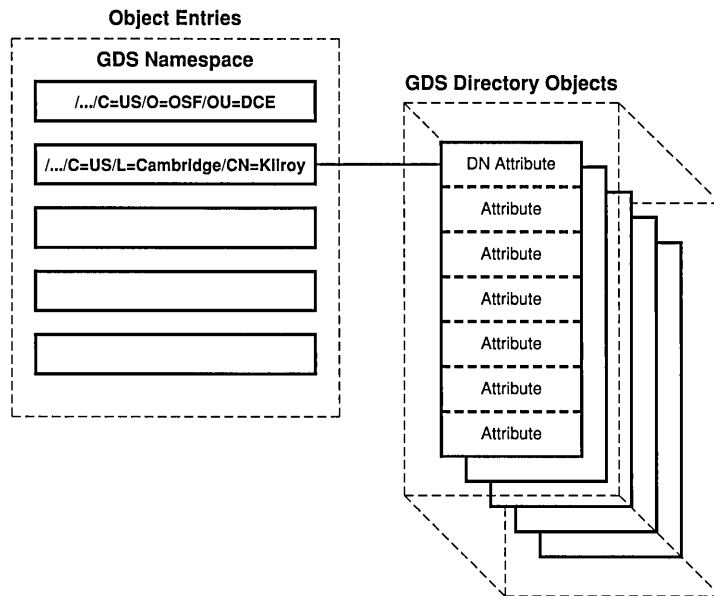 Object Entries
GDS Namespace
/.../C=US/O=OSF/OU=DCE
/.../C=US/L=Cambridge/CN=Kilroy
GDS Directory Objects
DN Attribute
Attribute
Attribute
Attribute
Attribute
Attribute
Attribute